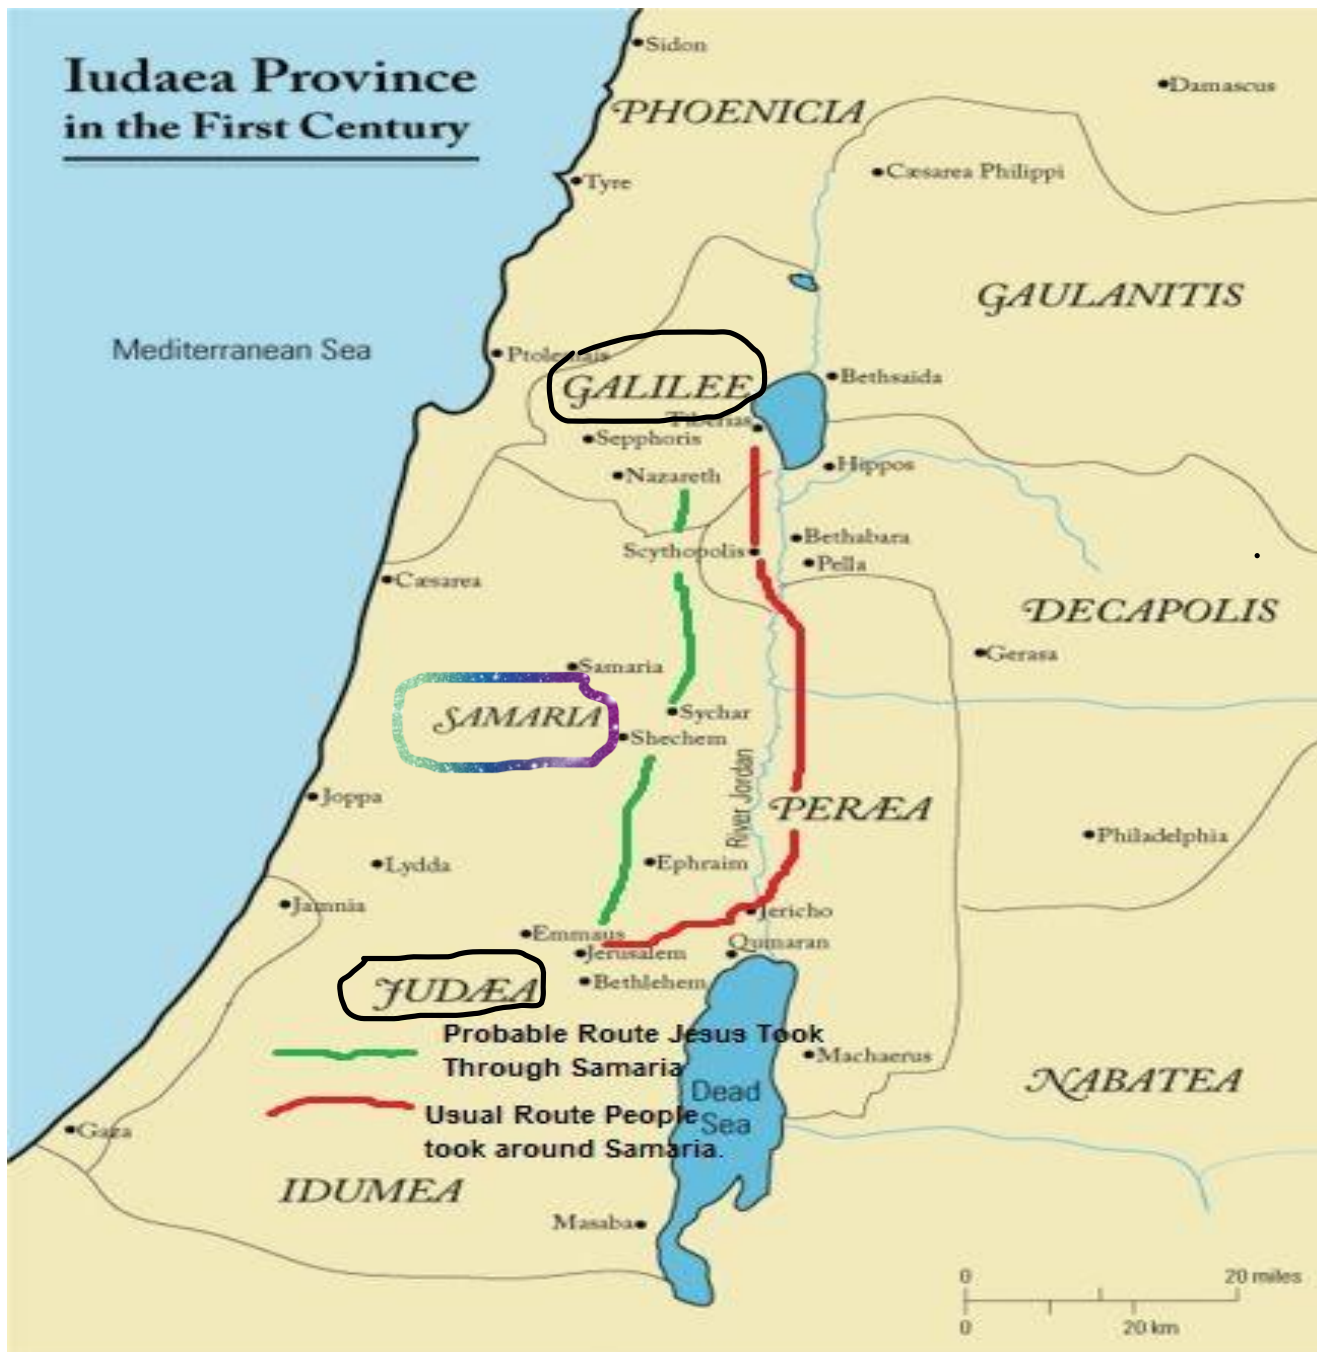 Iudaea Province
in the First Century
Sidon
Damascus
PHOENICIA
Cæsarea Philippi
Tyre
GAULANITIS
Mediterranean Sea
Ptolemais
Bethsaida
GALILEE
Tiberias
Sepphoris
Hippos
Nazareth
Bethabara
Scythopolis
Pella
Cæsarea
DECAPOLIS
Gerasa
Samaria
SAMARIA
Sychar
Shechem
River Jordan
Joppa
PERÆA
Philadelphia
Lydda
Ephraim
Jamnia
Jericho
Emmaus
Qumaran
Jerusalem
Bethlehem
JUDÆA
Probable Route Jesus Took
Through Samaria
Machaerus
NABATEA
Dead
Sea
Usual Route People
took around Samaria.
Gaza
IDUMEA
Masaba
0 20 miles
0 20 km